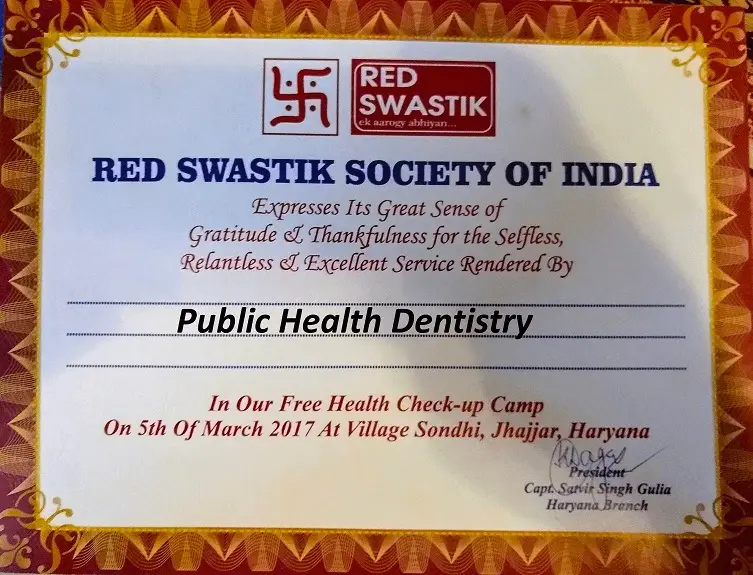 RED
SWASTIK
ek aarogy abhiyan...
RED SWASTIK SOCIETY OF INDIA
Expresses Its Great Sense of
Gratitude & Thankfulness for the Selfless,
Relantless & Excellent Service Rendered By
Public Health Dentistry
In Our Free Health Check-up Camp
On 5th Of March 2017 At Village Sondhi, Jhajjar, Haryana
President
Capt. Satvir Singh Gulia
Haryana Branch